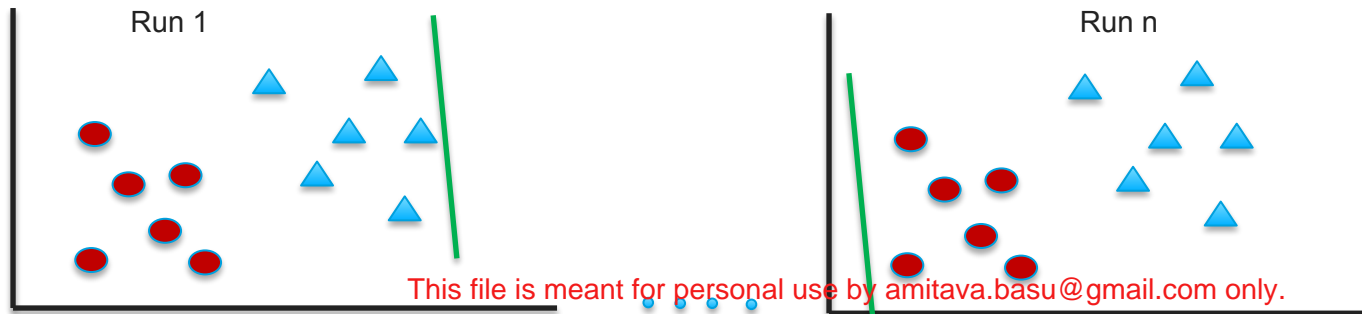 Run 1
Run n
This file is meant for personal use by amitava.basu@gmail.com only.